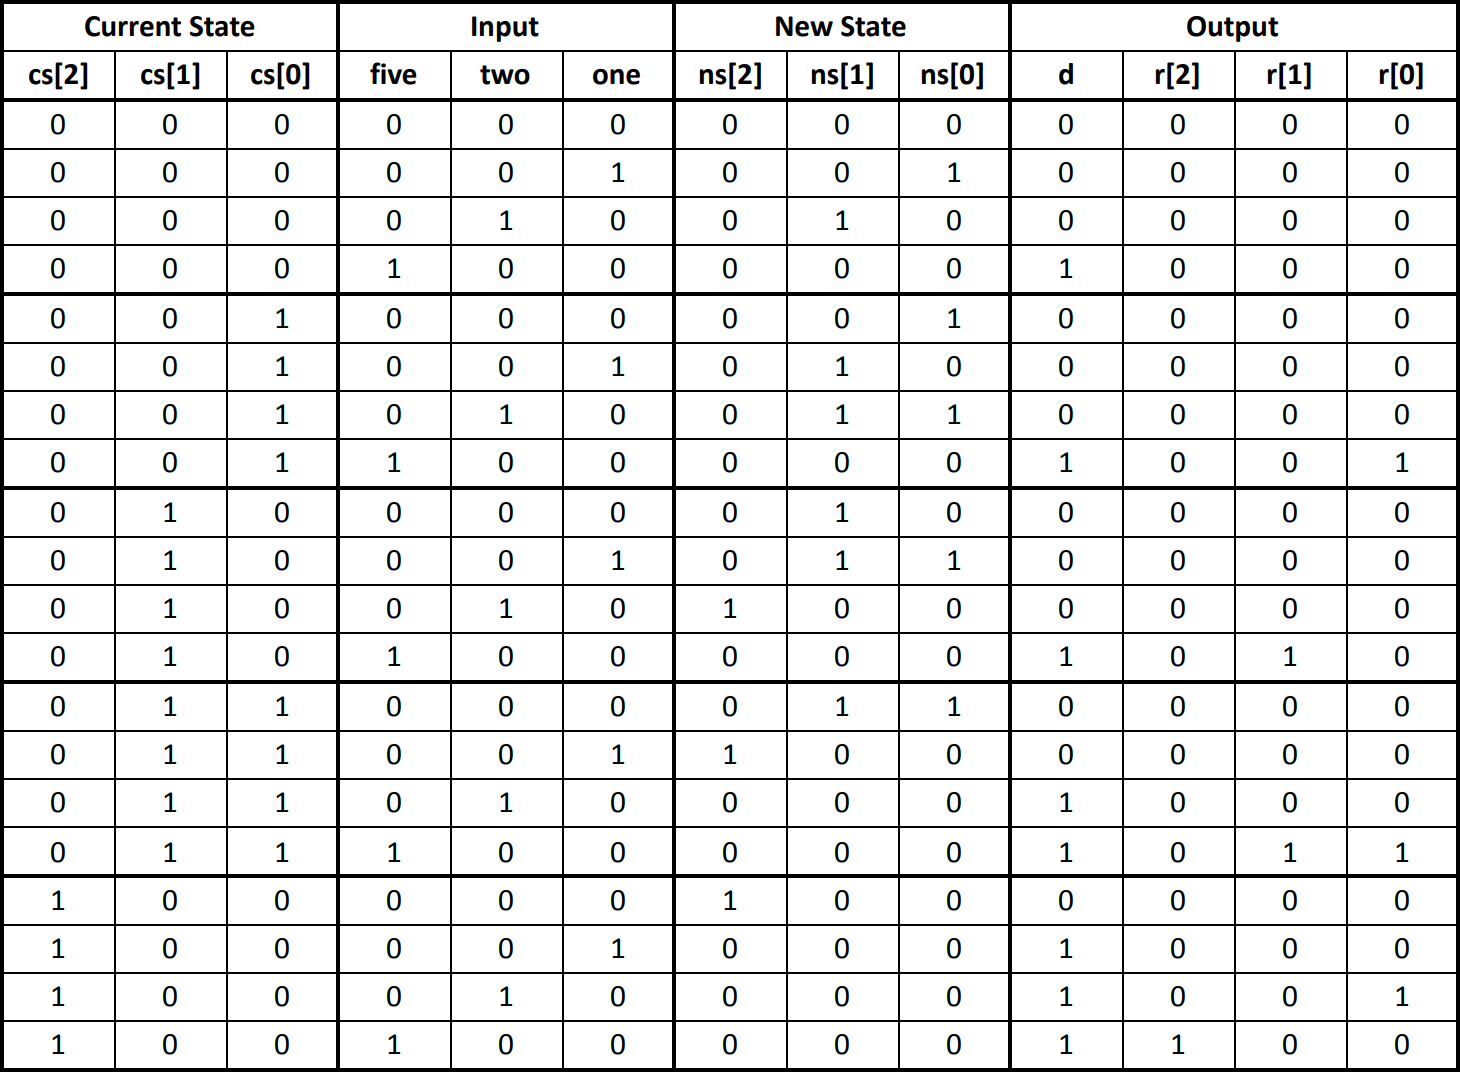 Current State Input New State Output
cs[2] cs[1] cs[0] five two one ns[2] ns[1] ns[0] d r[2] r[1] r[0]
0 0 0 0 0 0 0 0 0 0 0 0 0
0 0 0 0 0 1 0 0 1 0 0 0 0
0 0 0 0 1 0 0 1 0 0 0 0 0
0 0 0 1 0 0 0 0 0 1 0 0 0
0 0 1 0 0 0 0 0 1 0 0 0 0
0 0 1 0 0 1 0 1 0 0 0 0 0
0 0 1 0 1 0 0 1 1 0 0 0 0
0 0 1 1 0 0 0 0 0 1 0 0 1
0 1 0 0 0 0 0 1 0 0 0 0 0
0 1 0 0 0 1 0 1 1 0 0 0 0
0 1 0 0 1 0 1 0 0 0 0 0 0
0 1 0 1 0 0 0 0 0 1 0 1 0
0 1 1 0 0 0 0 1 1 0 0 0 0
0 1 1 0 0 1 1 0 0 0 0 0 0
0 1 1 0 1 0 0 0 0 1 0 0 0
0 1 1 1 0 0 0 0 0 1 0 1 1
1 0 0 0 0 0 1 0 0 0 0 0 0
1 0 0 0 0 1 0 0 0 1 0 0 0
1 0 0 0 1 0 0 0 0 1 0 0 1
1 0 0 1 0 0 0 0 0 1 1 0 0